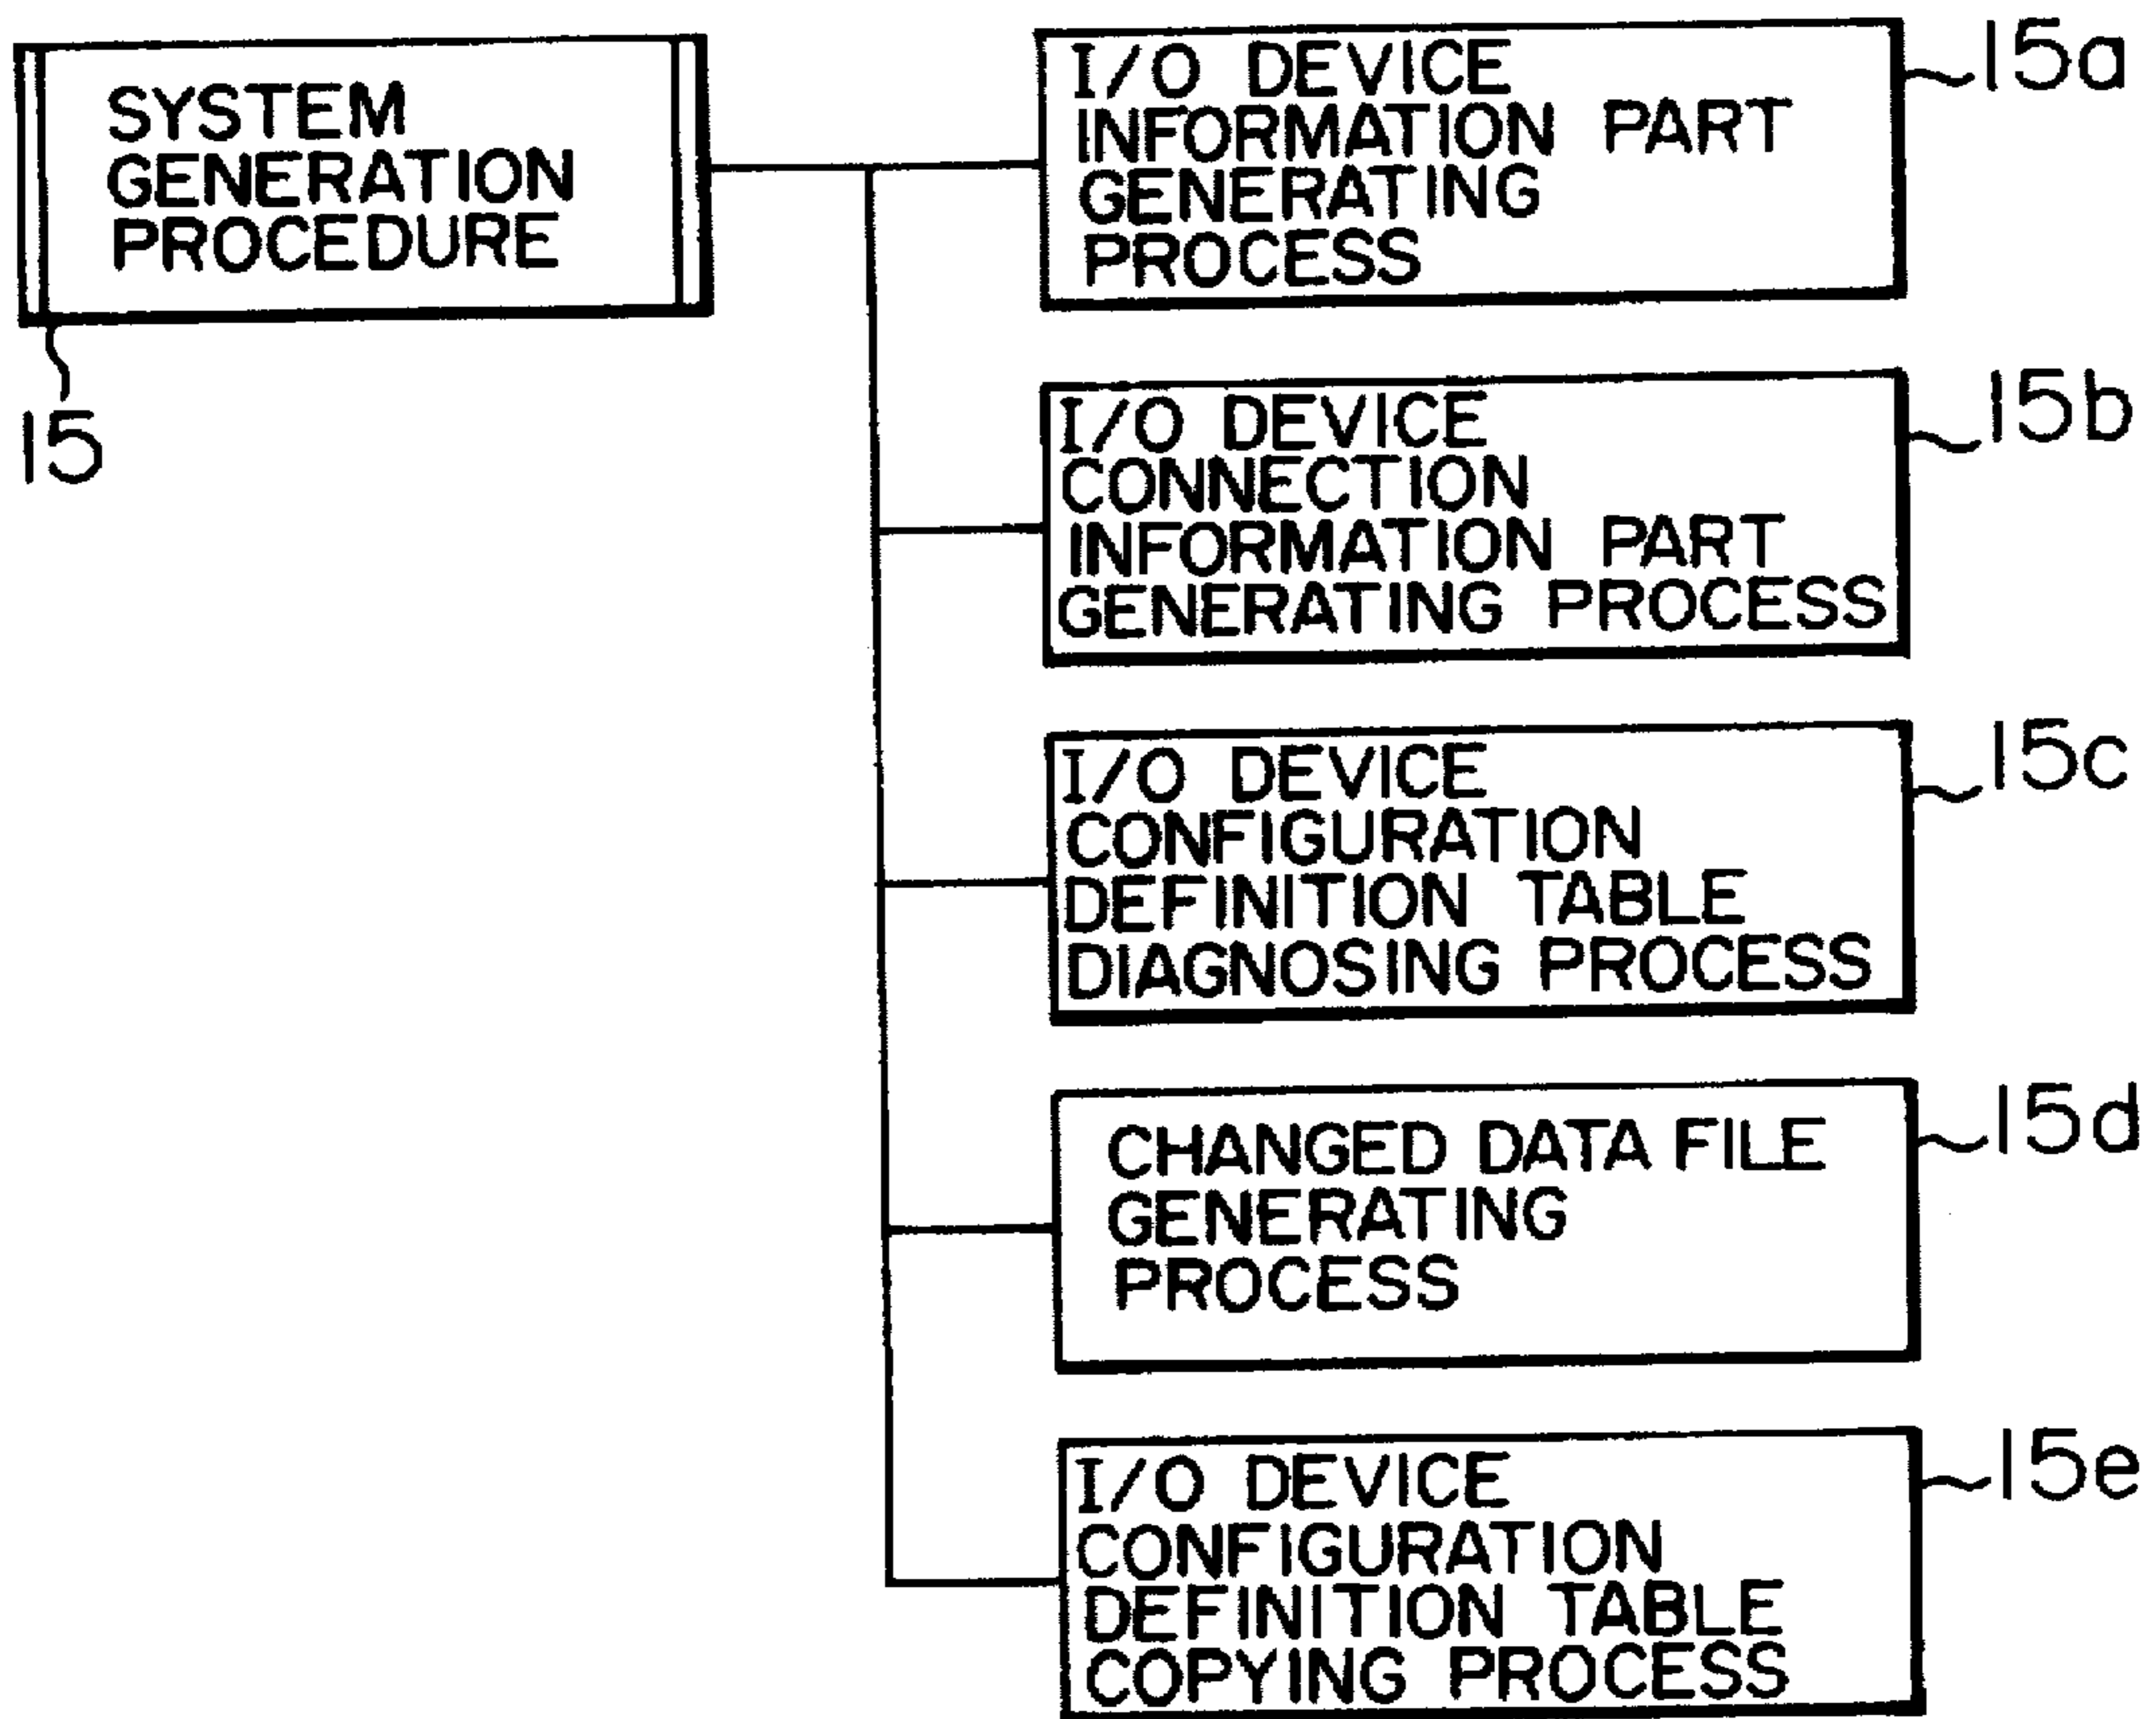 SYSTEM
GENERATION
PROCEDURE
15
I/O DEVICE
INFORMATION PART
GENERATING
PROCESS
15a
I/O DEVICE
CONNECTION
INFORMATION PART
GENERATING PROCESS
15b
I/O DEVICE
CONFIGURATION
DEFINITION TABLE
DIAGNOSING PROCESS
15c
CHANGED DATA FILE
GENERATING
PROCESS
15d
I/O DEVICE
CONFIGURATION
DEFINITION TABLE
COPYING PROCESS
15e